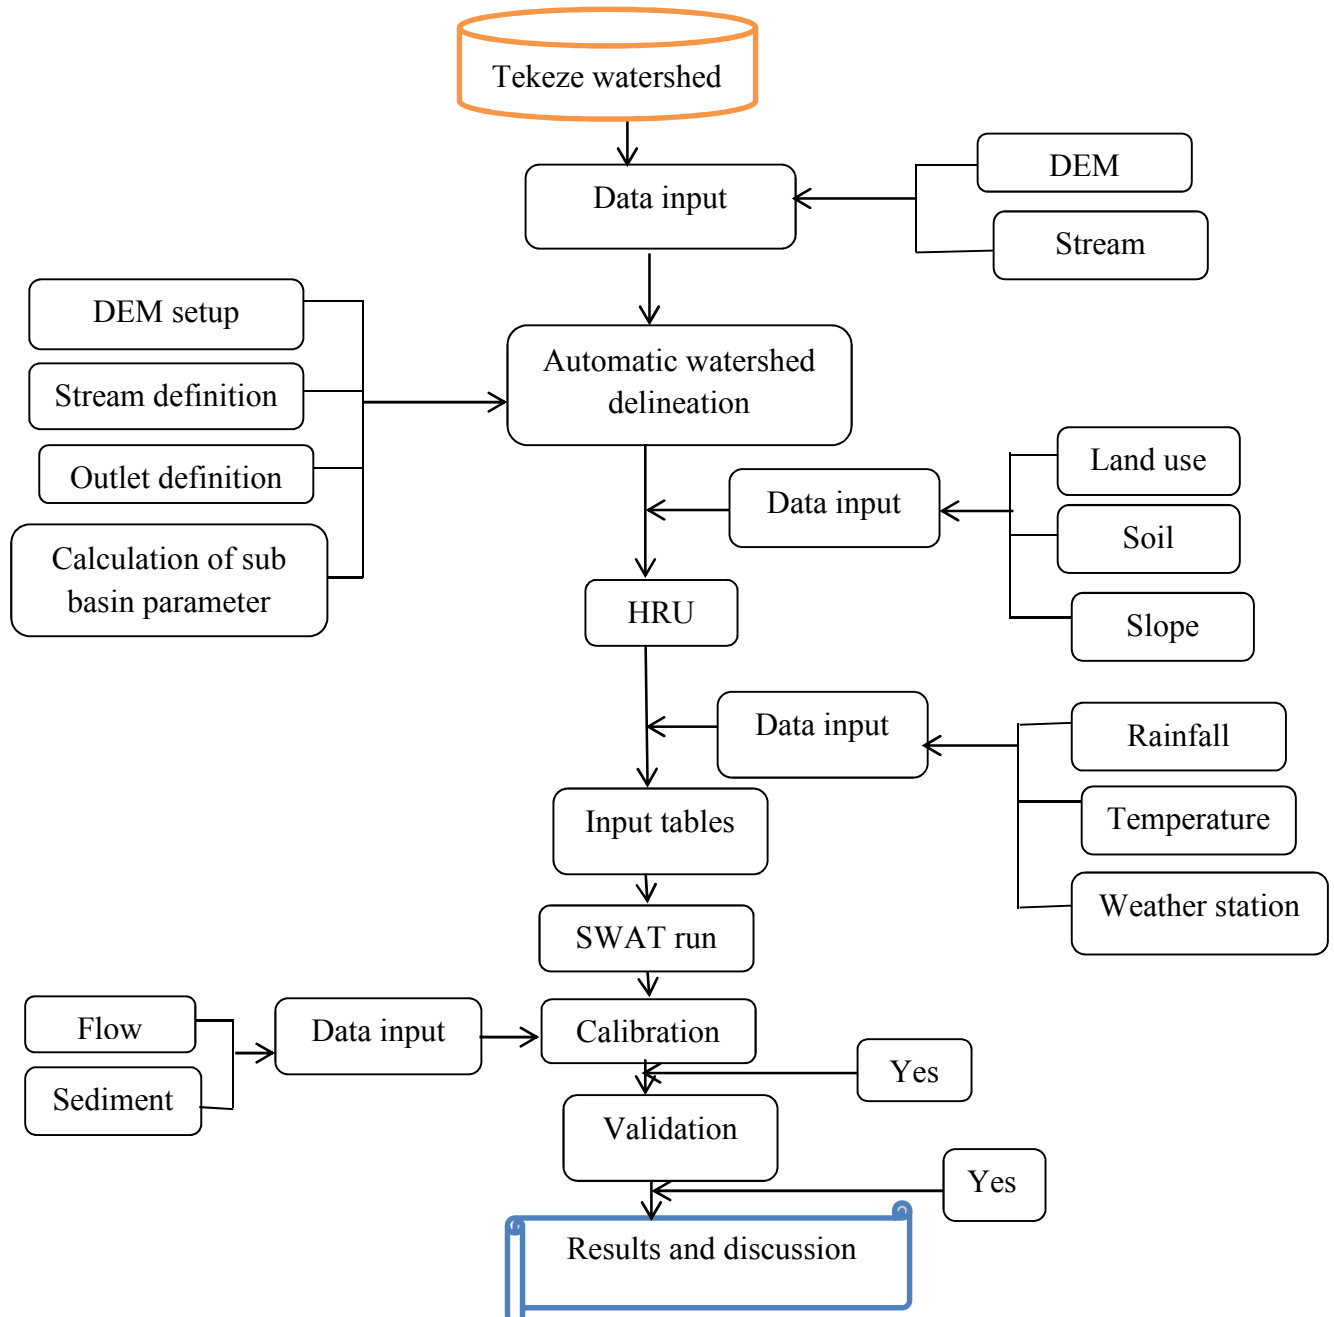 Tekeze watershed
Data input
DEM
Stream
DEM setup
Stream definition
Outlet definition
Calculation of sub
basin parameter
Automatic watershed
delineation
Data input
Land use
Soil
Slope
HRU
Data input
Rainfall
Temperature
Weather station
Input tables
SWAT run
Flow
Sediment
Data input
Calibration
Yes
Validation
Yes
Results and discussion